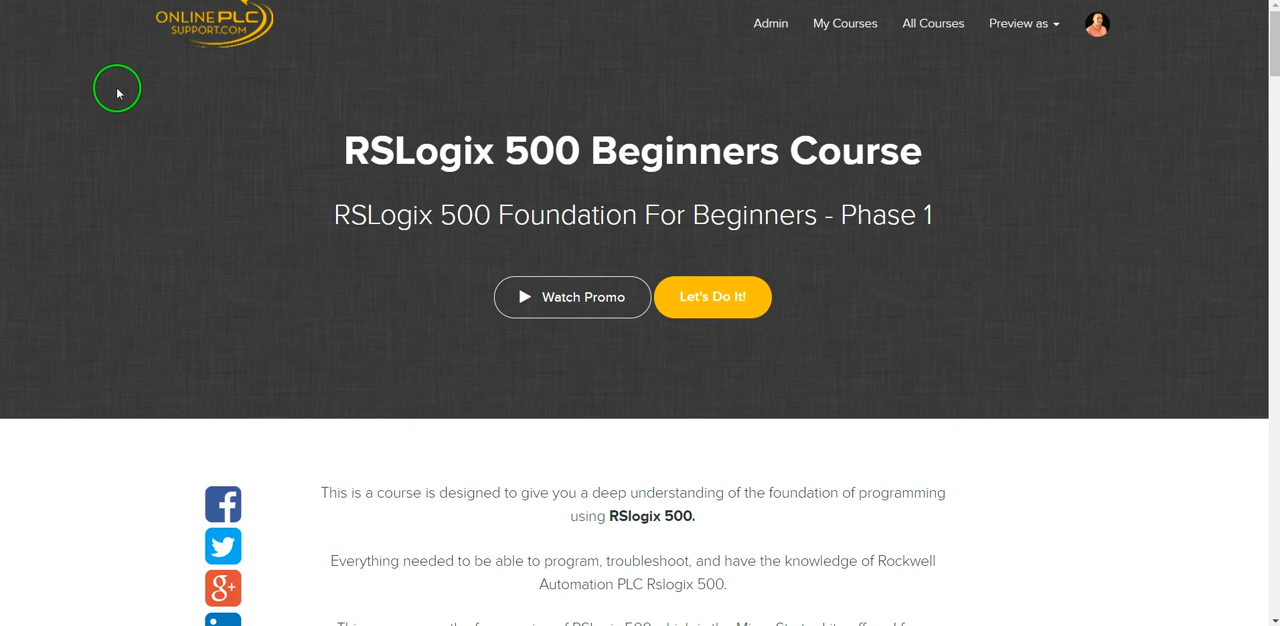 ONLINEPLC
SUPPORT.COM
Admin
My Courses
All Courses
Preview as
RSLogix 500 Beginners Course
RSLogix 500 Foundation For Beginners - Phase 1
Watch Promo
Let's Do It!
This is a course is designed to give you a deep understanding of the foundation of programming
using RSlogix 500.
Everything needed to be able to program, troubleshoot, and have the knowledge of Rockwell
Automation PLC Rslogix 500.